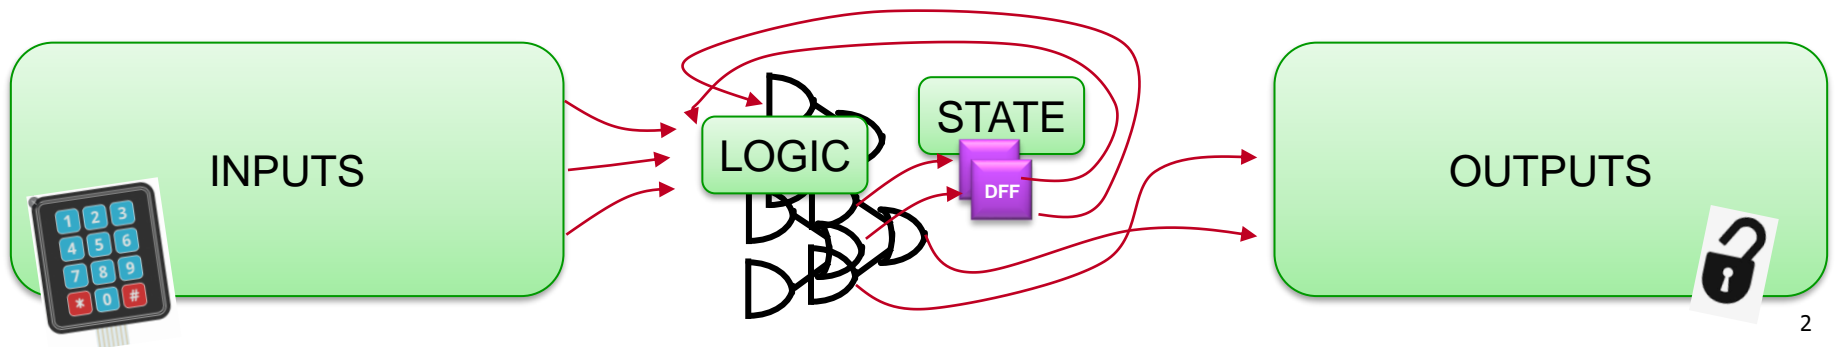 INPUTS
1 2 3
4 5 6
7 8 9
* 0 #
LOGIC
STATE
DFF
OUTPUTS
2